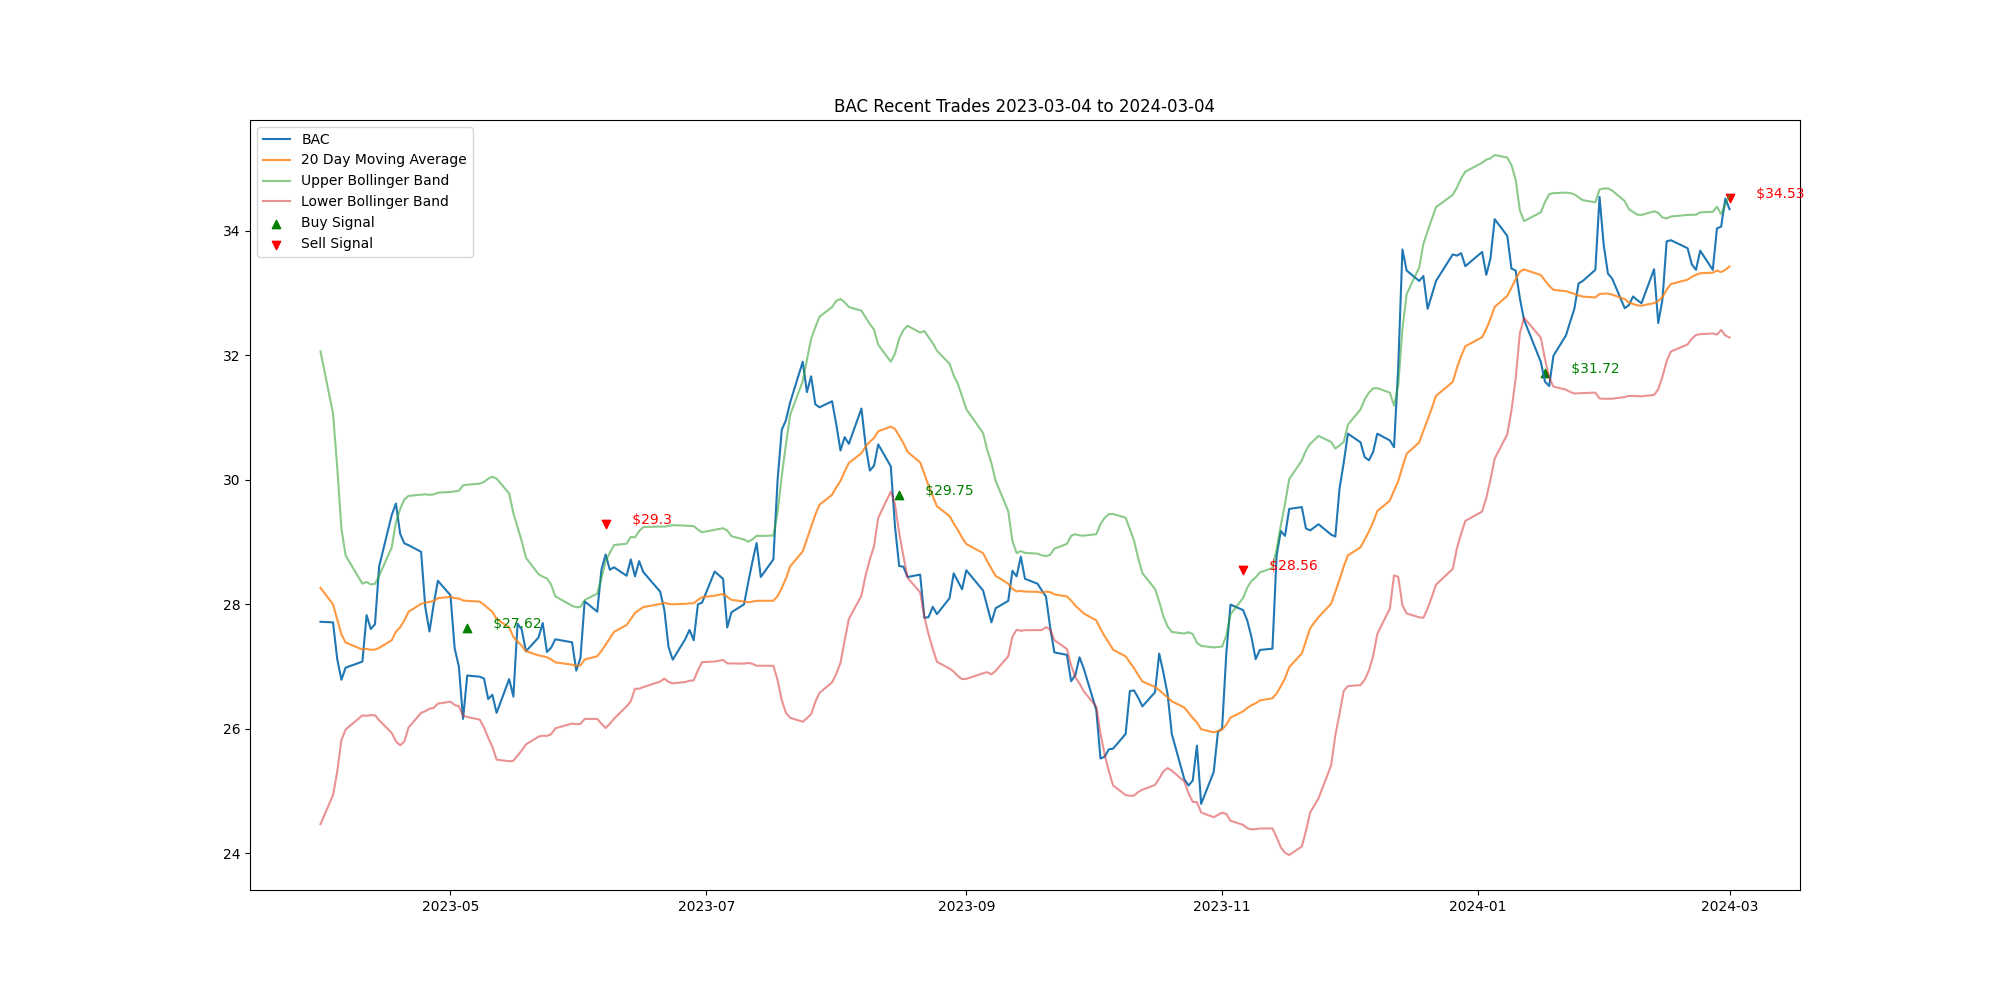 BAC Recent Trades 2023-03-04 to 2024-03-04
BAC
20 Day Moving Average
Upper Bollinger Band
Lower Bollinger Band
Buy Signal
Sell Signal
$34.53
$31.72
$29.75
$29.3
$28.56
$27.62
34
32
30
28
26
24
2023-05
2023-07
2023-09
2023-11
2024-01
2024-03